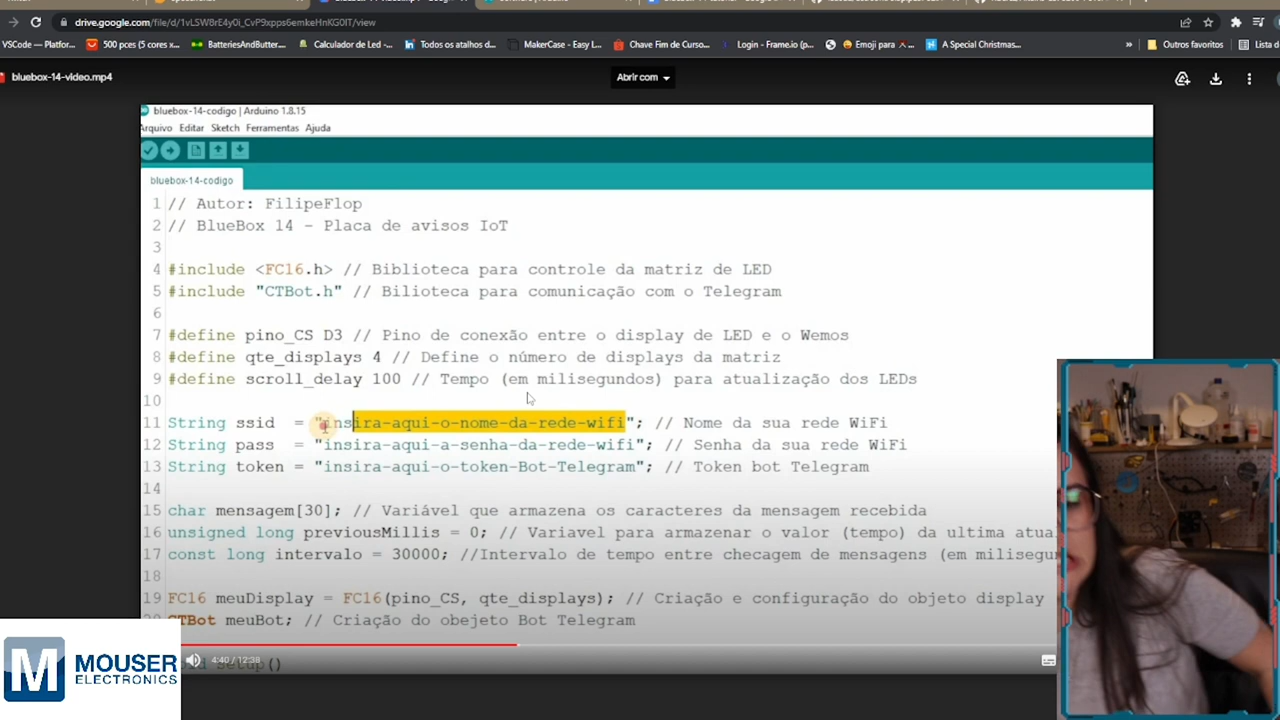 drive.google.com/file/d/1vLSW8rE4y0i_CvP9xpps6emkeHnKG0IT/view
VSCode — Platfor...
500 pces (5 cores x...
BatteriesAndButter...
Calculador de Led -...
Todos os atalhos d...
MakerCase - Easy L...
Chave Fim de Curso...
Login - Frame.io (p...
Emoji para
A Special Christmas...
»
Outros favoritos
Lista d
bluebox-14-video.mp4
Abrir com
bluebox-14-codigo | Arduino 1.8.15
Arquivo Editar Sketch Ferramentas Ajuda
bluebox-14-codigo
1 // Autor: FilipeFlop
2 // BlueBox 14 - Placa de avisos IoT
3
4 #include <FC16.h> // Biblioteca para controle da matriz de LED
5 #include "CTBot.h" // Bilioteca para comunicação com o Telegram
6
7 #define pino_CS D3 // Pino de conexão entre o display de LED e o Wemos
8 #define qte_displays 4 // Define o número de displays da matriz
9 #define scroll_delay 100 // Tempo (em milisegundos) para atualização dos LEDs
10
11 String ssid = "insira-aqui-o-nome-da-rede-wifi"; // Nome da sua rede WiFi
12 String pass = "insira-aqui-a-senha-da-rede-wifi"; // Senha da sua rede WiFi
13 String token = "insira-aqui-o-token-Bot-Telegram"; // Token bot Telegram
14
15 char mensagem[30]; // Variável que armazena os caracteres da mensagem recebida
16 unsigned long previousMillis = 0; // Variavel para armazenar o valor (tempo) da ultima atua
17 const long intervalo = 30000; //Intervalo de tempo entre checagem de mensagens (em milisegun
18
19 FC16 meuDisplay = FC16(pino_CS, qte_displays); // Criação e configuração do objeto display
CTBot meuBot; // Criação do obejeto Bot Telegram
setup()
4:40 / 12:38
M MOUSER
ELECTRONICS